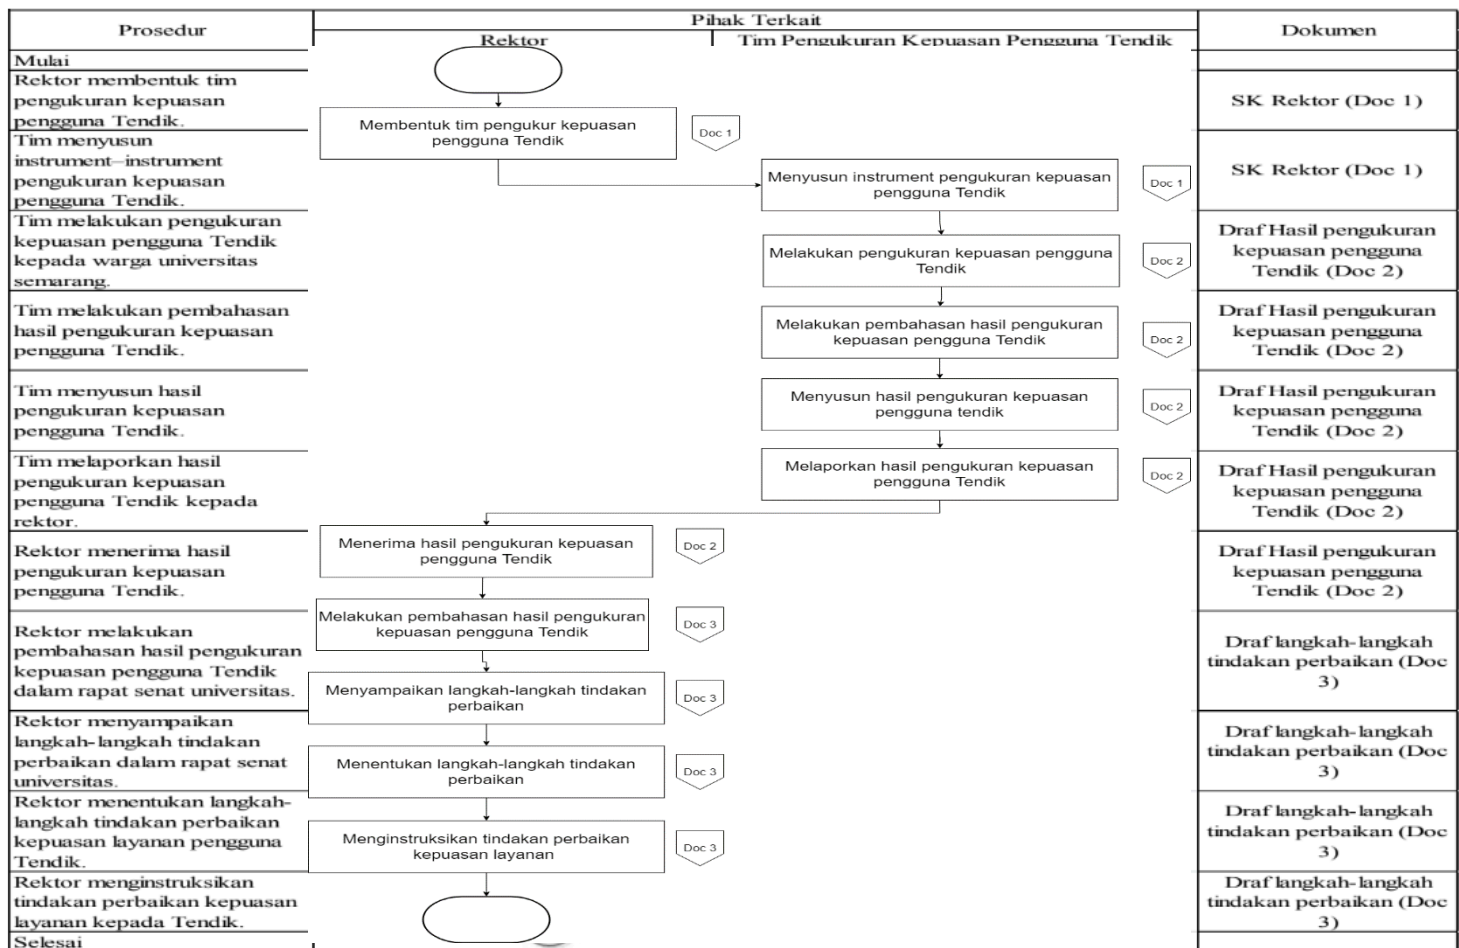 Prosedur
Pihak Terkait
Dokumen
Rektor
Tim Pengukuran Kepuasan Pengguna Tendik
Mulai
Rektor membentuk tim
pengukuran kepuasan
pengguna Tendik.
Membentuk tim pengukur kepuasan
pengguna Tendik
Doc 1
SK Rektor (Doc 1)
Tim menyusun
instrument–instrument
pengukuran kepuasan
pengguna Tendik.
Menyusun instrument pengukuran kepuasan
pengguna Tendik
Doc 1
SK Rektor (Doc 1)
Tim melakukan pengukuran
kepuasan pengguna Tendik
kepada warga universitas
semarang.
Melakukan pengukuran kepuasan pengguna
Tendik
Doc 2
Draf Hasil pengukuran
kepuasan pengguna
Tendik (Doc 2)
Tim melakukan pembahasan
hasil pengukuran kepuasan
pengguna Tendik.
Melakukan pembahasan hasil pengukuran
kepuasan pengguna Tendik
Doc 2
Draf Hasil pengukuran
kepuasan pengguna
Tendik (Doc 2)
Tim menyusun hasil
pengukuran kepuasan
pengguna Tendik.
Menyusun hasil pengukuran kepuasan
pengguna tendik
Doc 2
Draf Hasil pengukuran
kepuasan pengguna
Tendik (Doc 2)
Tim melaporkan hasil
pengukuran kepuasan
pengguna Tendik kepada
rektor.
Melaporkan hasil pengukuran kepuasan
pengguna Tendik
Doc 2
Draf Hasil pengukuran
kepuasan pengguna
Tendik (Doc 2)
Rektor menerima hasil
pengukuran kepuasan
pengguna Tendik.
Menerima hasil pengukuran kepuasan
pengguna Tendik
Doc 2
Draf Hasil pengukuran
kepuasan pengguna
Tendik (Doc 2)
Rektor melakukan
pembahasan hasil pengukuran
kepuasan pengguna Tendik
dalam rapat senat universitas.
Melakukan pembahasan hasil pengukuran
kepuasan pengguna Tendik
Doc 3
Draf langkah-langkah
tindakan perbaikan (Doc
3)
Rektor menyampaikan
langkah-langkah tindakan
perbaikan dalam rapat senat
universitas.
Menyampaikan langkah-langkah tindakan
perbaikan
Doc 3
Draf langkah-langkah
tindakan perbaikan (Doc
3)
Rektor menentukan langkah-
langkah tindakan perbaikan
kepuasan layanan pengguna
Tendik.
Menentukan langkah-langkah tindakan
perbaikan
Doc 3
Draf langkah-langkah
tindakan perbaikan (Doc
3)
Rektor menginstruksikan
tindakan perbaikan kepuasan
layanan kepada Tendik.
Menginstruksikan tindakan perbaikan
kepuasan layanan
Doc 3
Draf langkah-langkah
tindakan perbaikan (Doc
3)
Selesai